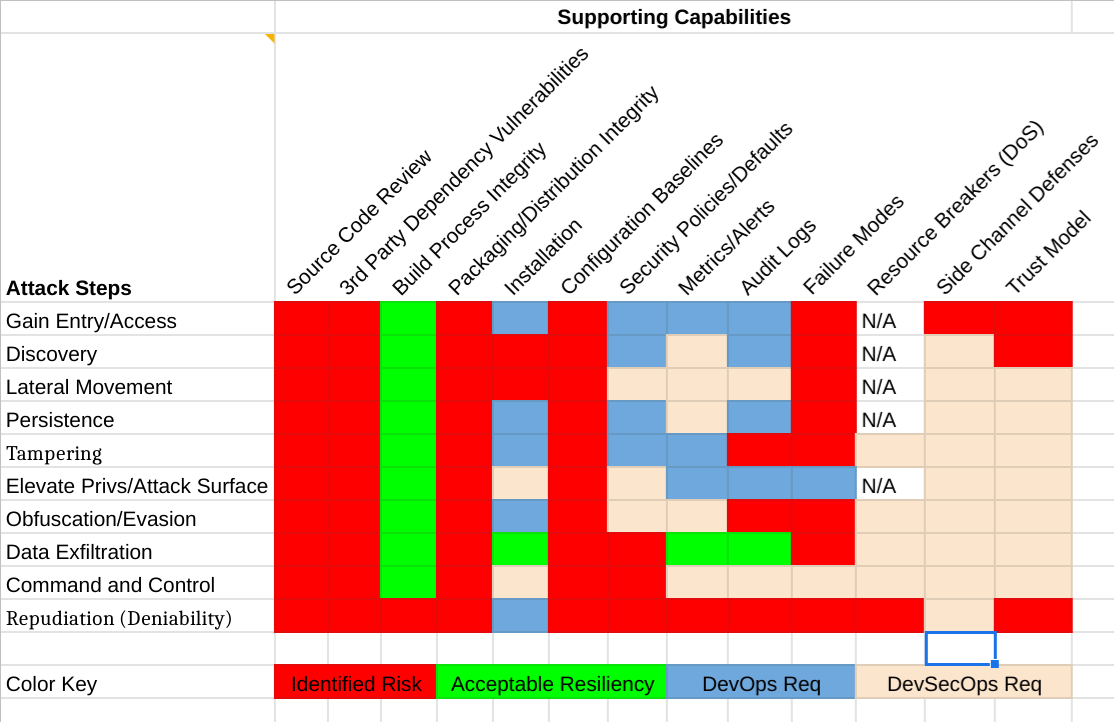 Supporting Capabilities
Source Code Review
3rd Party Dependency Vulnerabilities
Build Process Integrity
Packaging/Distribution Integrity
Installation
Configuration Baselines
Security Policies/Defaults
Metrics/Alerts
Audit Logs
Failure Modes
Resource Breakers (DoS)
Side Channel Defenses
Trust Model
Attack Steps
Gain Entry/Access N/A
Discovery N/A
Lateral Movement N/A
Persistence N/A
Tampering
Elevate Privs/Attack Surface N/A
Obfuscation/Evasion
Data Exfiltration
Command and Control
Repudiation (Deniability)
Color Key Identified Risk Acceptable Resiliency DevOps Req DevSecOps Req